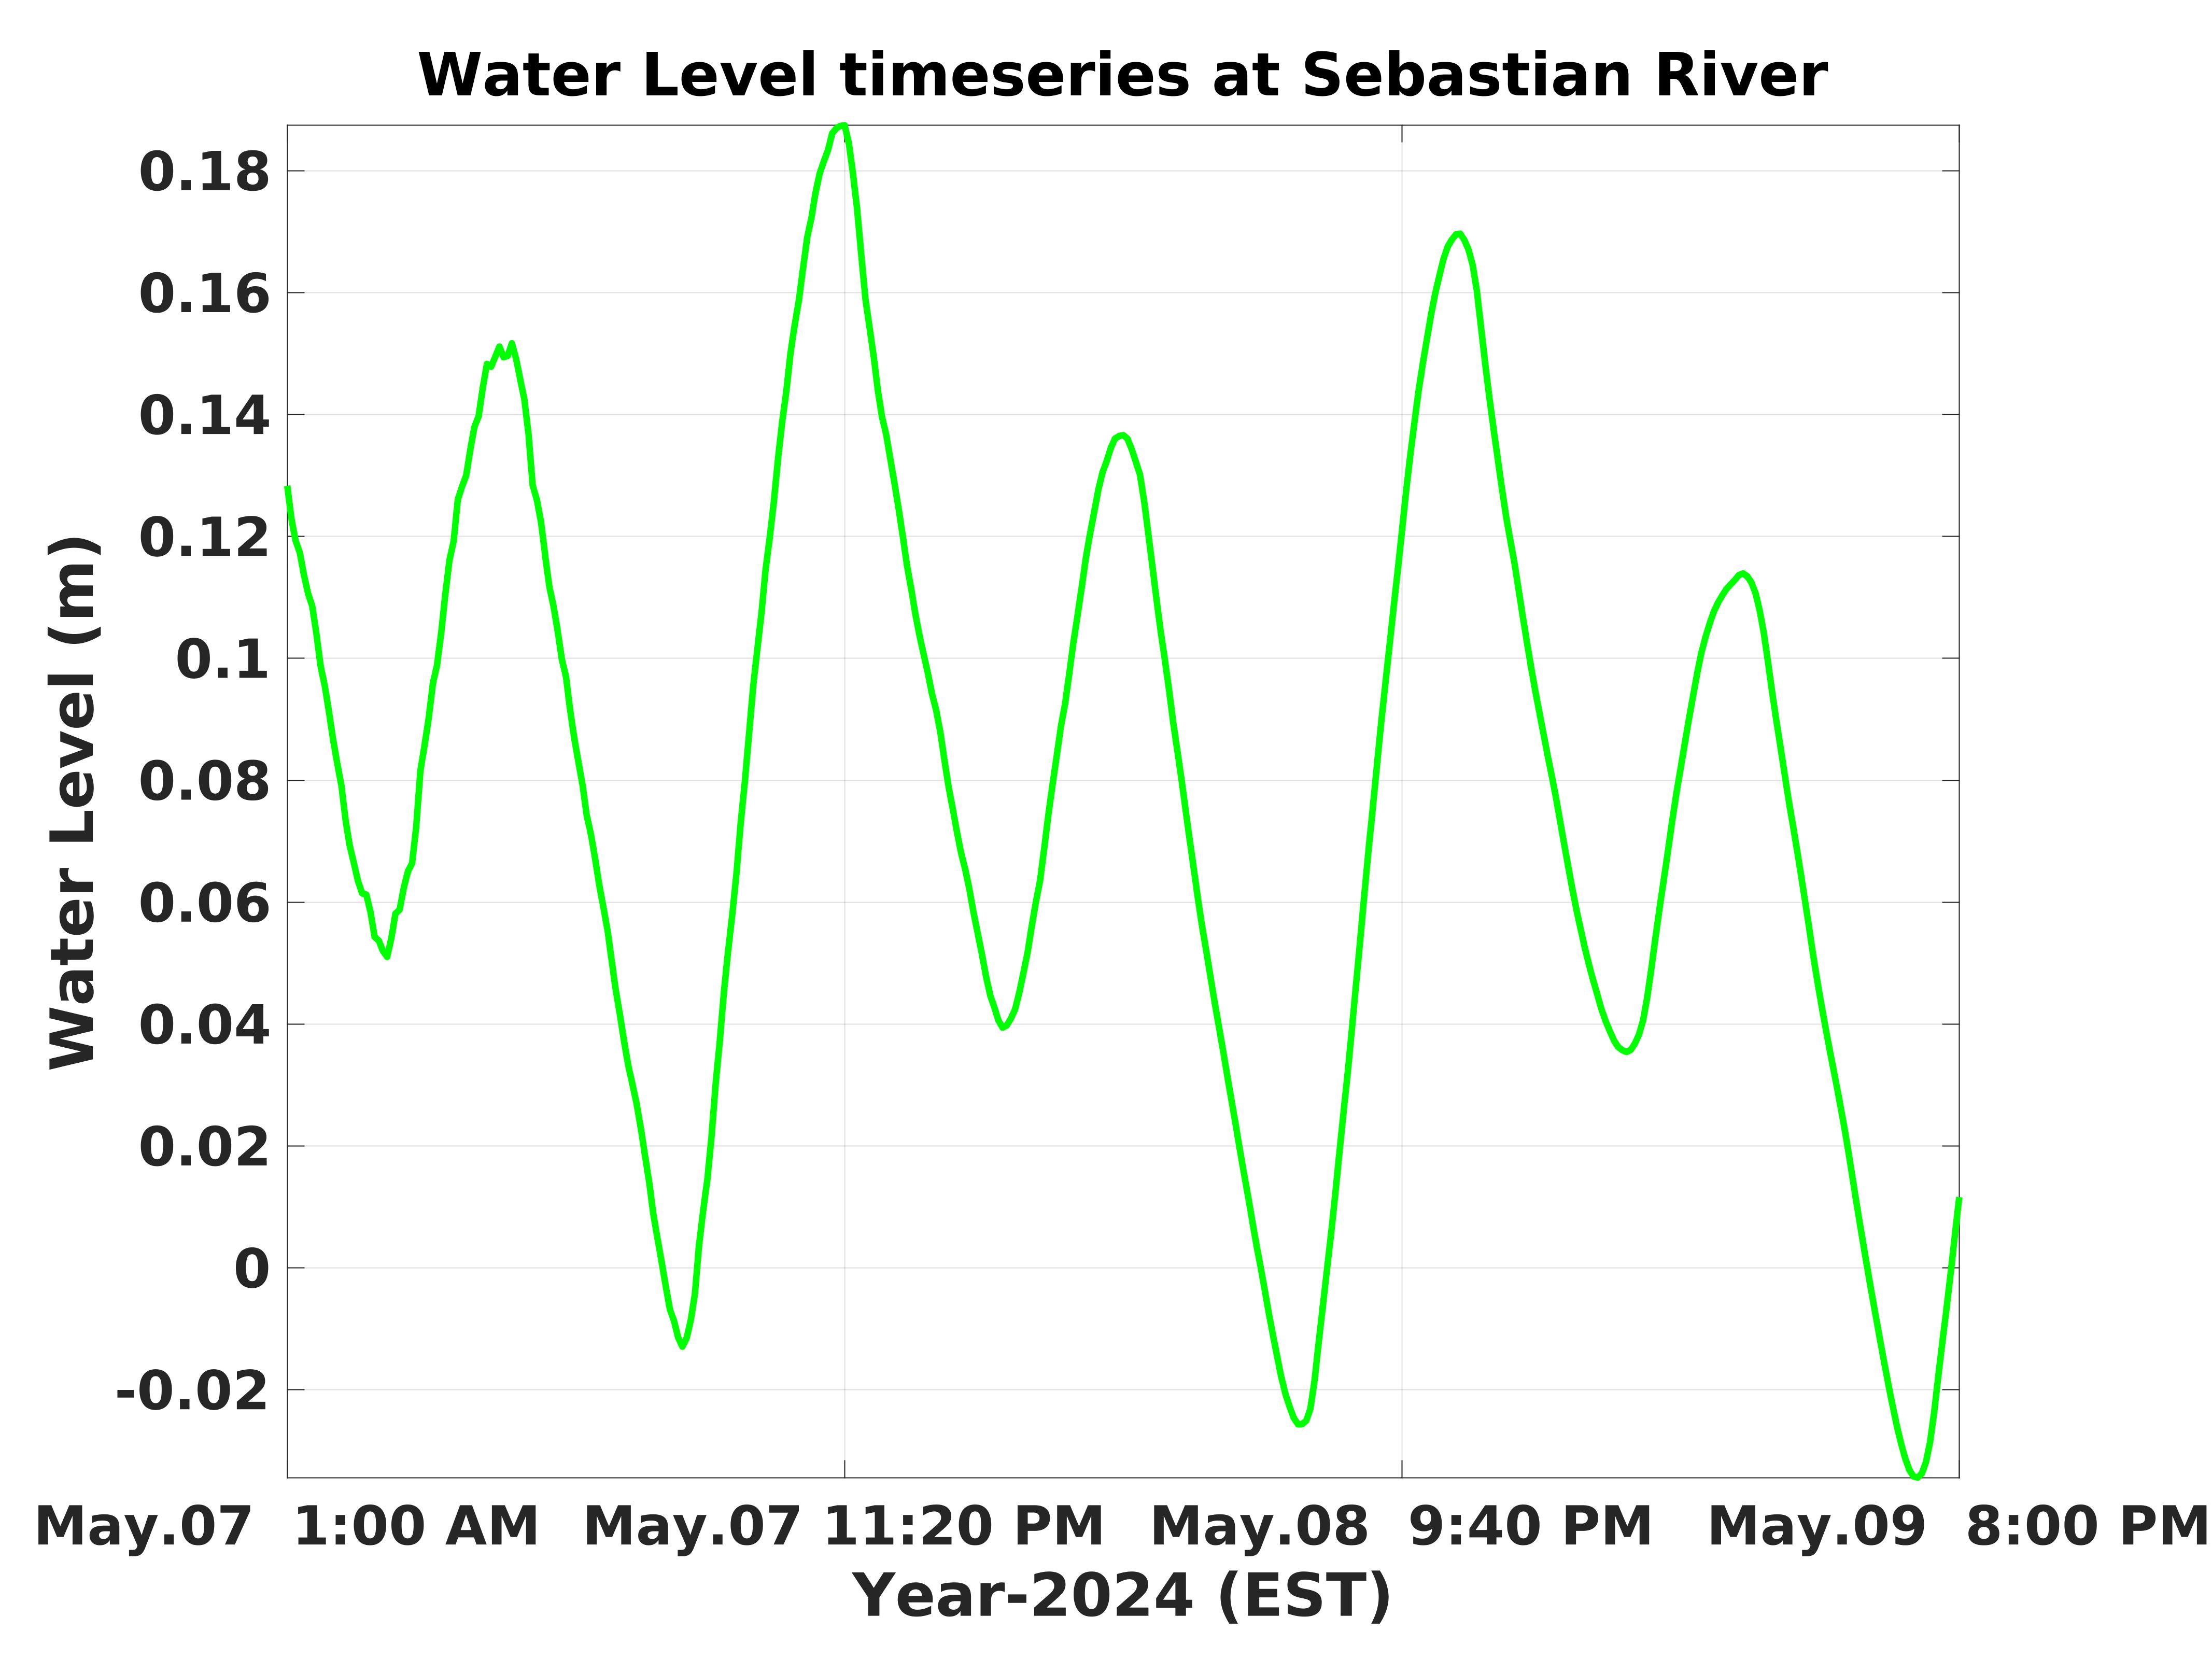 Water Level timeseries at Sebastian River
Water Level (m)
0.18
0.16
0.14
0.12
0.1
0.08
0.06
0.04
0.02
0
-0.02
May.07 1:00 AM May.07 11:20 PM May.08 9:40 PM May.09 8:00 PM
Year-2024 (EST)